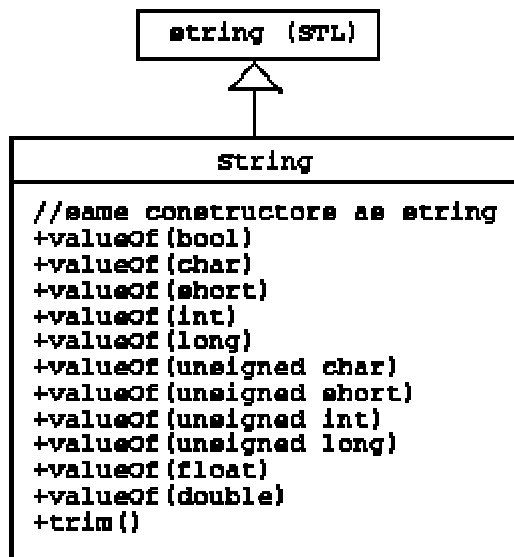 string (STL)
String
//same constructors as string
+valueOf(bool)
+valueOf(char)
+valueOf(short)
+valueOf(int)
+valueOf(long)
+valueOf(unsigned char)
+valueOf(unsigned short)
+valueOf(unsigned int)
+valueOf(unsigned long)
+valueOf(float)
+valueOf(double)
+trim()